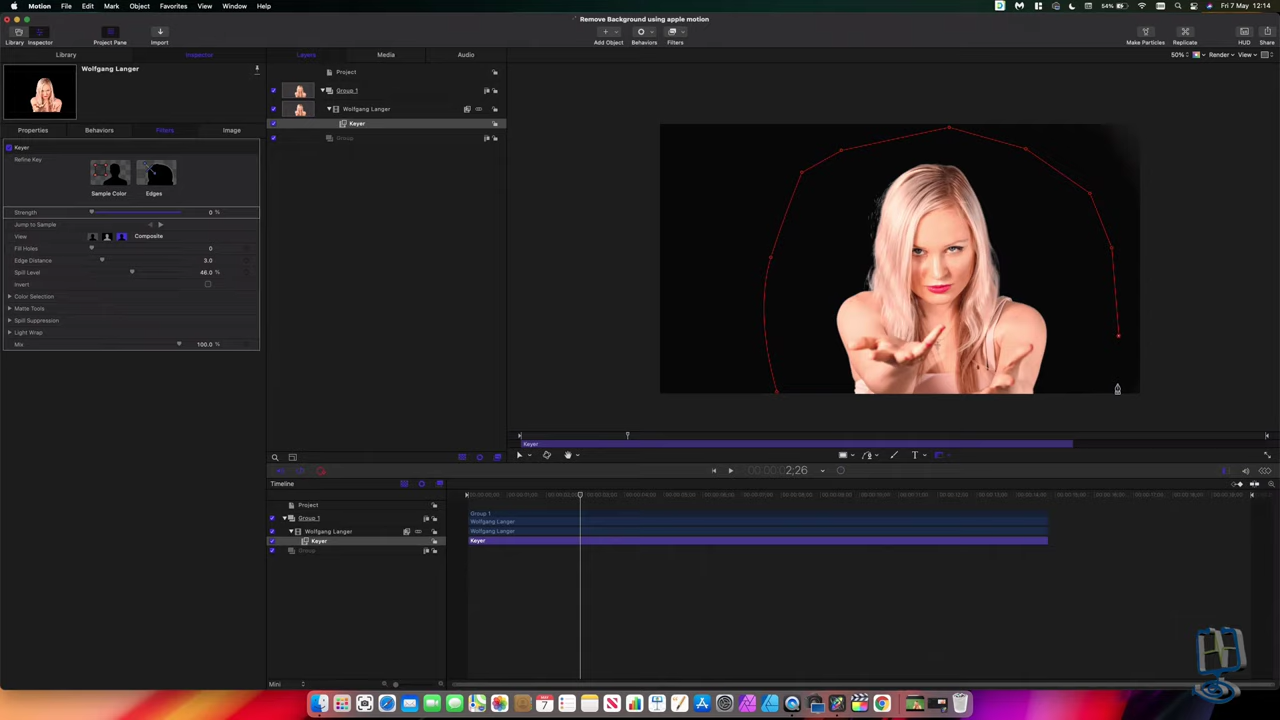 Motion File Edit Mark Object Favorites View Window Help
54% Fri 7 May 12:14
Remove Background using apple motion
Library Inspector Project Pane Import
Add Object Behaviors Filters
Make Particles Replicate HUD Share
Library Inspector
Layers Media Audio
50% Render View
Wolfgang Langer
Properties Behaviors Filters Image
Keyer
Refine Key
Sample Color Edges
Strength 0 %
Jump to Sample
View Composite
Fill Holes 0
Edge Distance 3.0
Spill Level 46.0 %
Invert
Color Selection
Matte Tools
Spill Suppression
Light Wrap
Mix 100.0 %
Project
Group 1
Wolfgang Langer
Keyer
Group
Keyer
T
2;26
Timeline
Project
Group 1
Wolfgang Langer
Keyer
Group
Group 1
Wolfgang Langer
Wolfgang Langer
Keyer
Mini